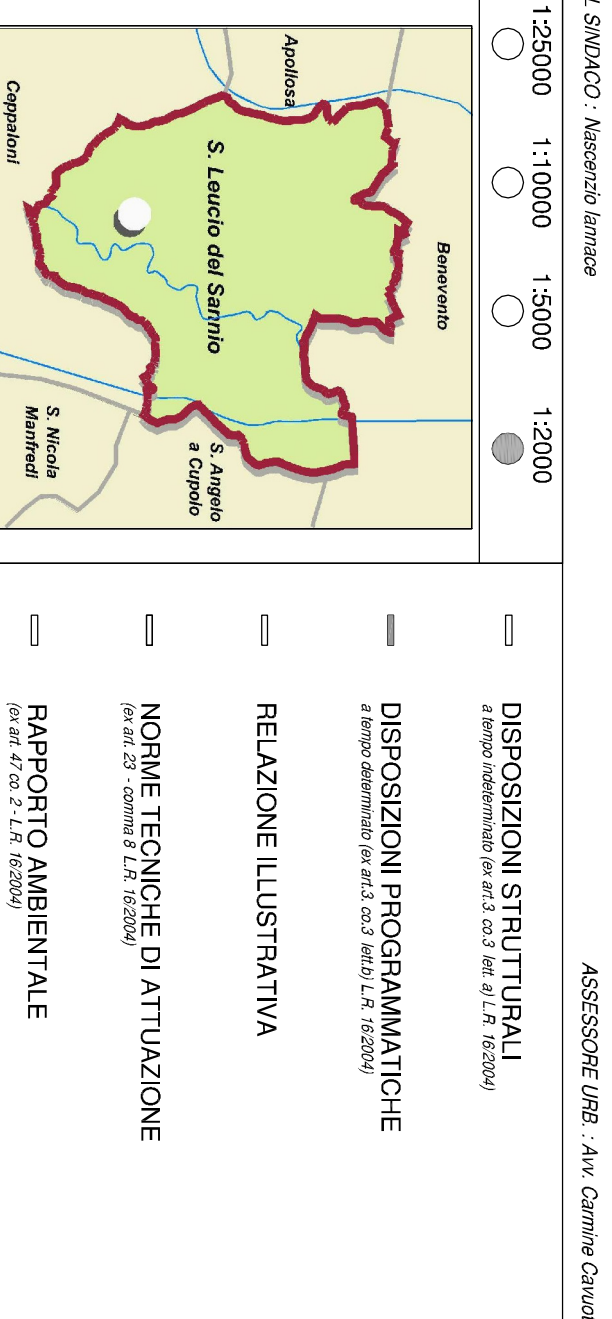 L SINDACO : Nascenzio Iannace
ASSESSORE URB. : Avv. Carmine Cavuot
1:25000
1:10000
1:5000
1:2000
Benevento
Apollosa
S. Leucio del Sannio
S. Angelo
a Cupolo
S. Nicola
Manfredi
Ceppaloni
DISPOSIZIONI STRUTTURALI
a tempo indeterminato (ex art.3. co.3 lett. a) L.R. 16/2004)
DISPOSIZIONI PROGRAMMATICHE
a tempo determinato (ex art.3. co.3 lett.b) L.R. 16/2004)
RELAZIONE ILLUSTRATIVA
NORME TECNICHE DI ATTUAZIONE
(ex art. 23 - comma 8 L.R. 16/2004)
RAPPORTO AMBIENTALE
(ex art. 47 co. 2 - L.R. 16/2004)